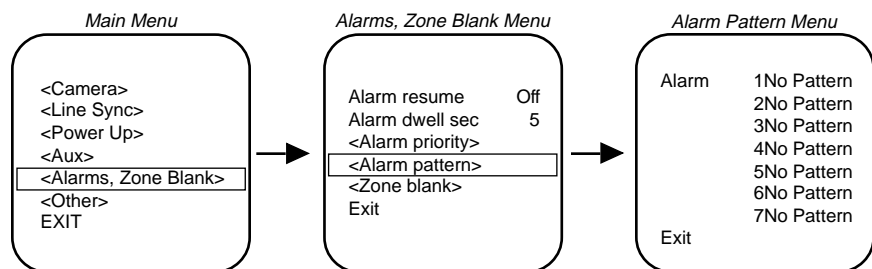 Main Menu
<Camera>
<Line Sync>
<Power Up>
<Aux>
<Alarms, Zone Blank>
<Other>
EXIT
Alarms, Zone Blank Menu
Alarm resume Off
Alarm dwell sec 5
<Alarm priority>
<Alarm pattern>
<Zone blank>
Exit
Alarm Pattern Menu
Alarm 1No Pattern
2No Pattern
3No Pattern
4No Pattern
5No Pattern
6No Pattern
7No Pattern
Exit